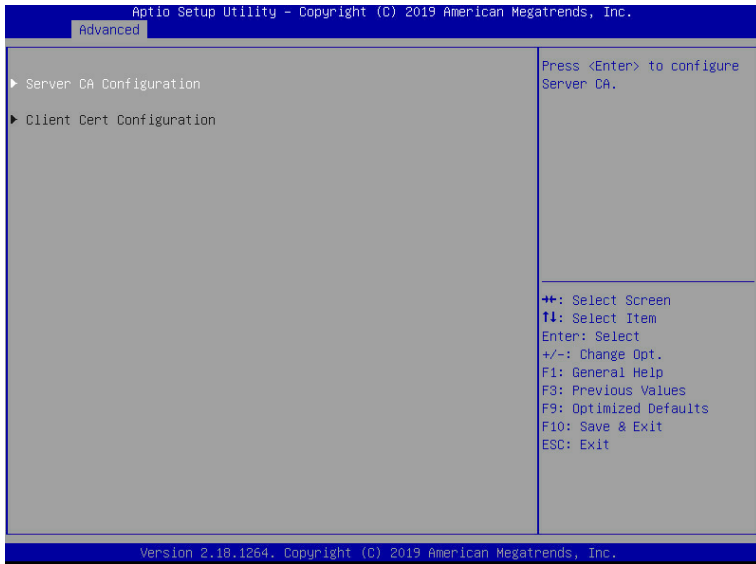 Aptio Setup Utility – Copyright (C) 2019 American Megatrends, Inc.
Advanced
▶ Server CA Configuration
▶ Client Cert Configuration
Press <Enter> to configure
Server CA.
→←: Select Screen
↑↓: Select Item
Enter: Select
+/-: Change Opt.
F1: General Help
F3: Previous Values
F9: Optimized Defaults
F10: Save & Exit
ESC: Exit
Version 2.18.1264. Copyright (C) 2019 American Megatrends, Inc.